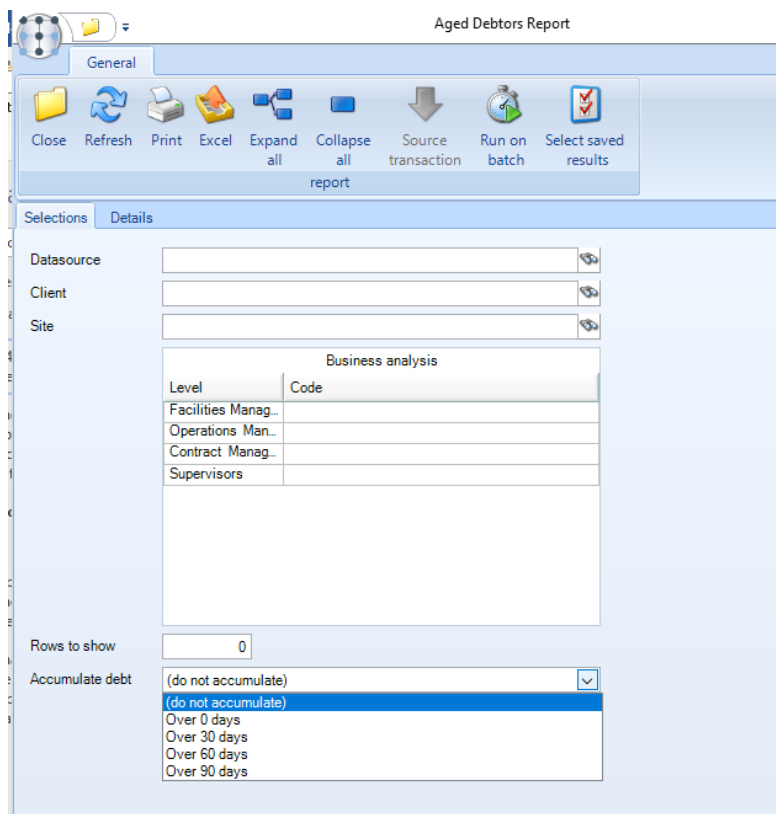 Aged Debtors Report
General
Close Refresh Print Excel Expand all Collapse all Source transaction Run on batch Select saved results
report
Selections Details
Datasource
Client
Site
Business analysis
Level Code
Facilities Manag...
Operations Man...
Contract Manag...
Supervisors
Rows to show 0
Accumulate debt (do not accumulate)
(do not accumulate)
Over 0 days
Over 30 days
Over 60 days
Over 90 days